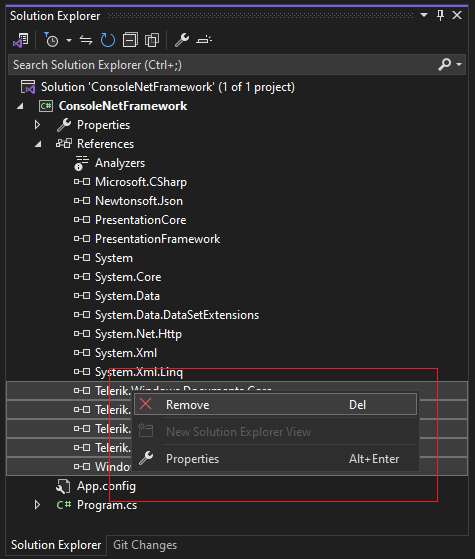 Solution Explorer
Search Solution Explorer (Ctrl+;)
Solution 'ConsoleNetFramework' (1 of 1 project)
C# ConsoleNetFramework
Properties
References
Analyzers
Microsoft.CSharp
Newtonsoft.Json
PresentationCore
PresentationFramework
System
System.Core
System.Data
System.Data.DataSetExtensions
System.Net.Http
System.Xml
System.Xml.Linq
Telerik.Windows.Documents.Core
Telerik.
Remove Del
Telerik.
New Solution Explorer View
Telerik.
Properties Alt+Enter
App.config
C# Program.cs
Solution Explorer Git Changes